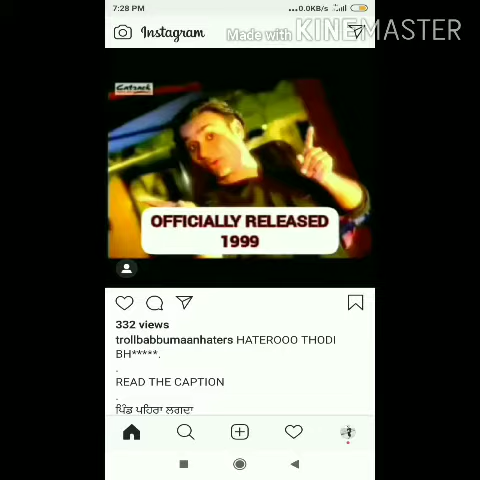 7:28 PM ...0.0KB/s
Instagram
Made with KINEMASTER
Catrack
OFFICIALLY RELEASED
1999
332 views
trollbabbumaanhaters HATEROOO THODI
BH*****.
.
READ THE CAPTION
.
ਪਿੰਡ ਪਹਿਰਾ ਲਗਦਾ